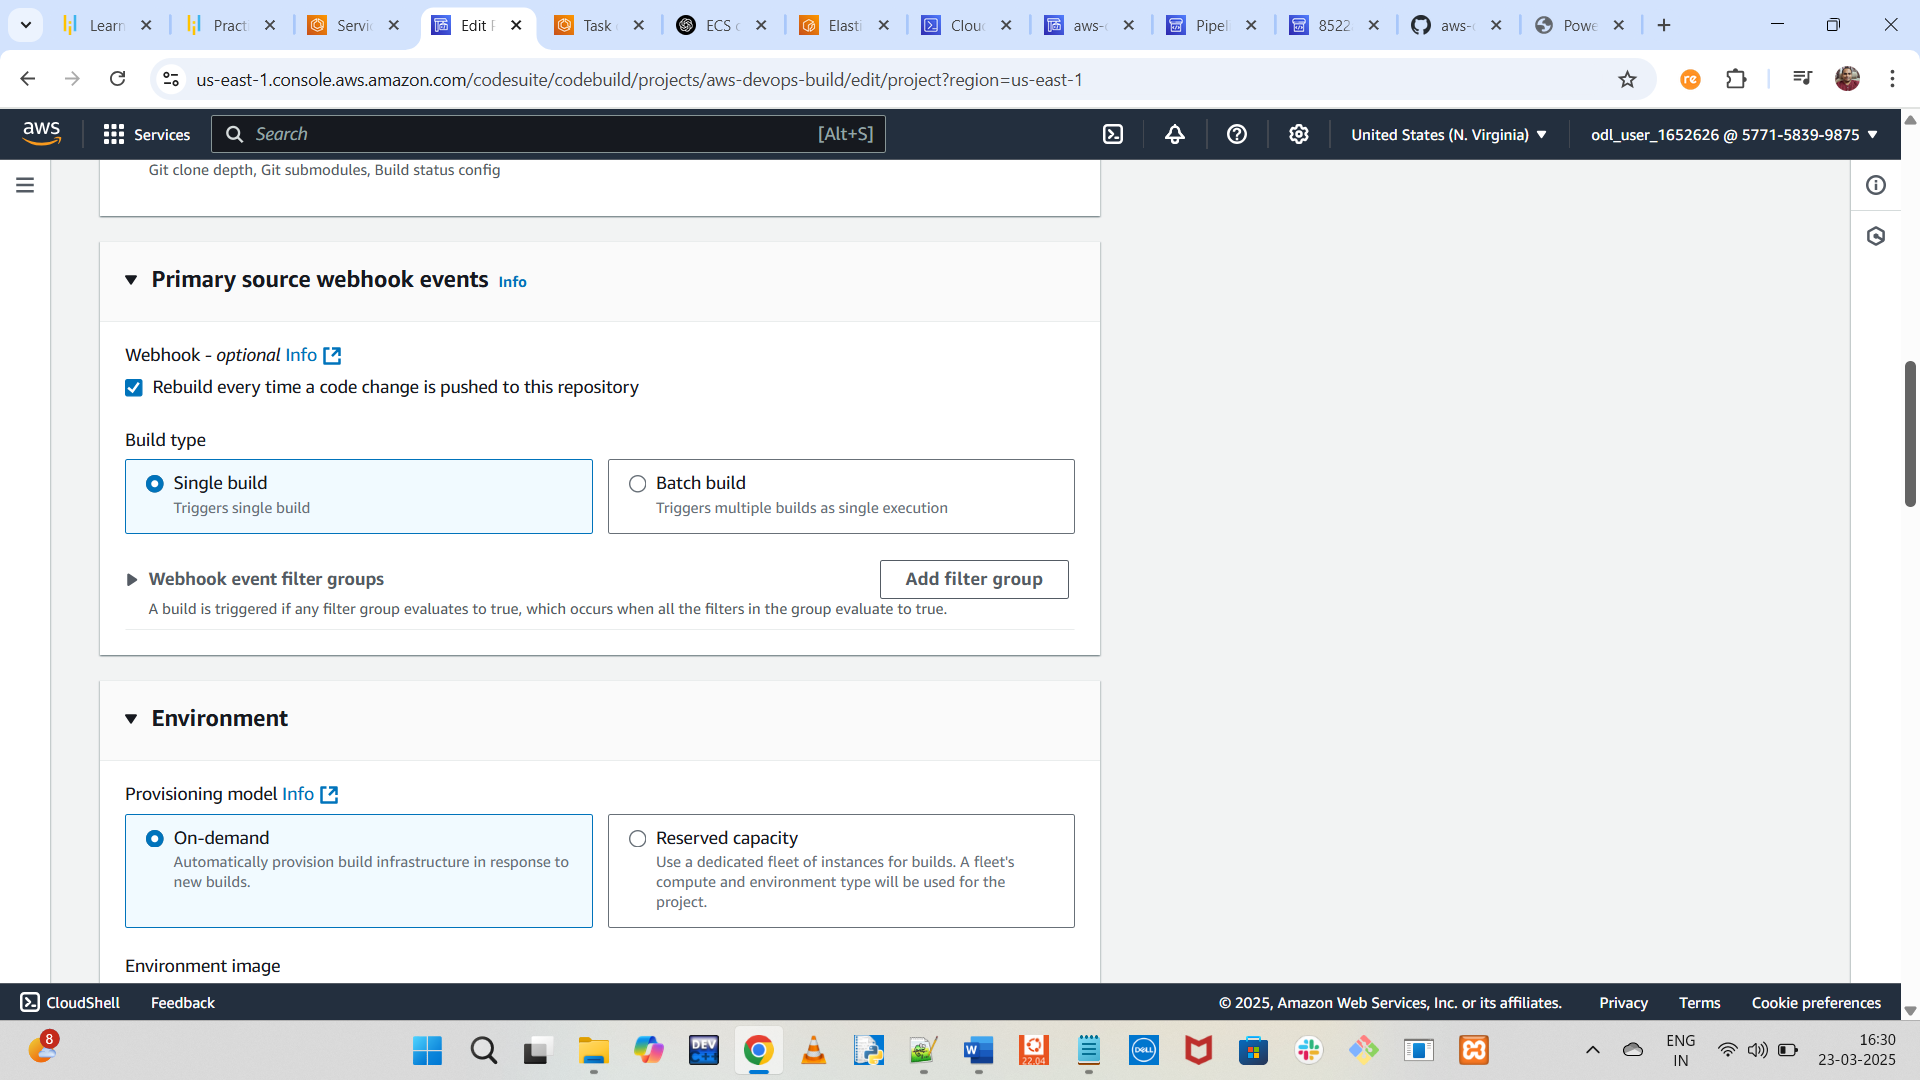 Learn
Practi
Servic
Edit P
Task
ECS
Elasti
Clou
aws-
Pipel
8522
aws-
Powe
us-east-1.console.aws.amazon.com/codesuite/codebuild/projects/aws-devops-build/edit/project?region=us-east-1
re
aws
Services
Search
[Alt+S]
United States (N. Virginia)
odl_user_1652626 @ 5771-5839-9875
Git clone depth, Git submodules, Build status config
Primary source webhook events Info
Webhook - optional Info
Rebuild every time a code change is pushed to this repository
Build type
Single build
Triggers single build
Batch build
Triggers multiple builds as single execution
Webhook event filter groups
Add filter group
A build is triggered if any filter group evaluates to true, which occurs when all the filters in the group evaluate to true.
Environment
Provisioning model Info
On-demand
Automatically provision build infrastructure in response to
new builds.
Reserved capacity
Use a dedicated fleet of instances for builds. A fleet's
compute and environment type will be used for the
project.
Environment image
CloudShell
Feedback
© 2025, Amazon Web Services, Inc. or its affiliates.
Privacy
Terms
Cookie preferences
8
DEV
C++
W
22.04
DELL
ENG
IN
16:30
23-03-2025